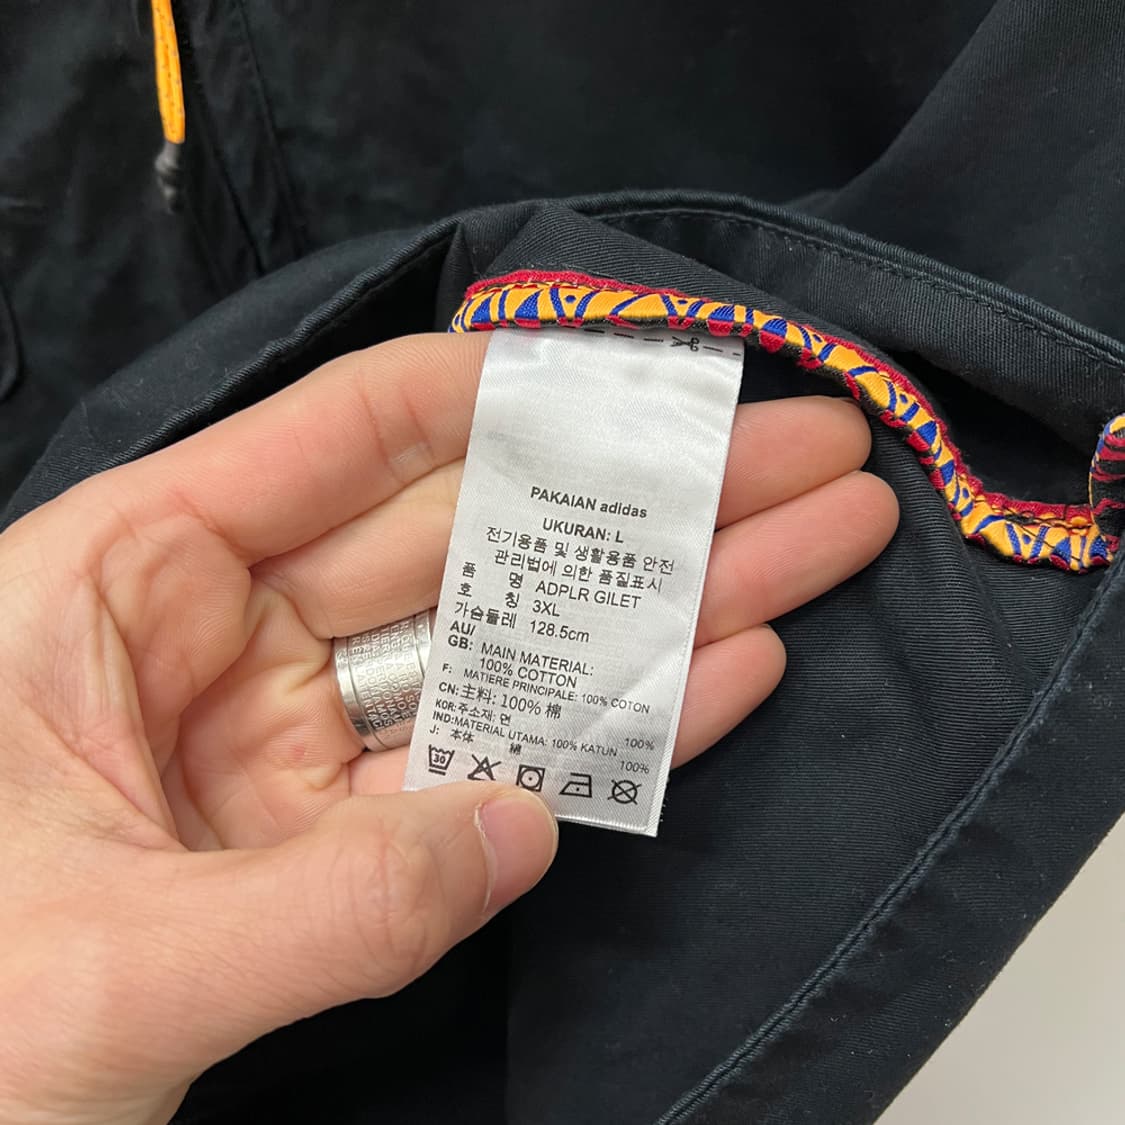 PAKAIAN adidas
UKURAN: L
전기용품 및 생활용품 안전
관리법에 의한 품질표시
품 명 ADPLR GILET
호 칭 3XL
가슴둘레 128.5cm
AU/
GB: MAIN MATERIAL:
100% COTTON
F: MATIERE PRINCIPALE: 100% COTON
CN: 主料: 100% 棉
KOR: 주소재: 면 100%
IND: MATERIAL UTAMA: 100% KATUN
J: 本体 綿 100%
30